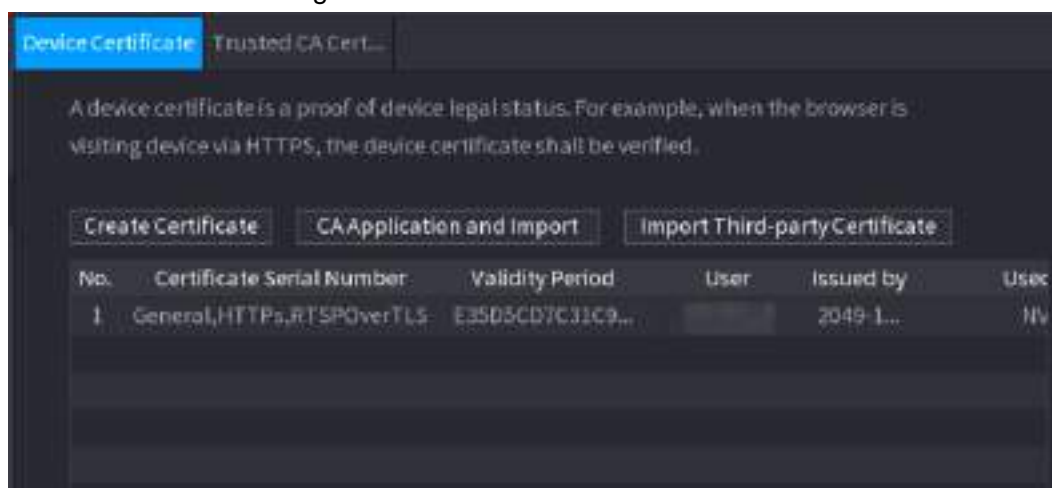 Device Certificate Trusted CA Cert...
A device certificate is a proof of device legal status. For example, when the browser is
visiting device via HTTPS, the device certificate shall be verified.
Create Certificate CA Application and Import Import Third-party Certificate
No. Certificate Serial Number Validity Period User Issued by Used
1 General,HTTPs,RTSPOverTLS E35D5CD7C31C9... 2049-1... NV